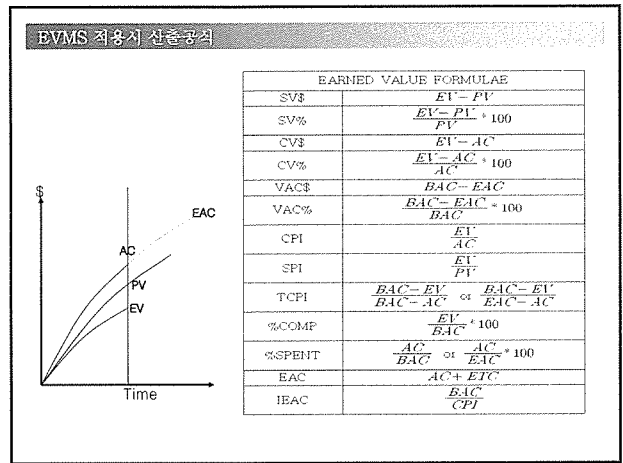 EVMS 적용시 산출공식
EARNED VALUE FORMULAE
SV$ EV − PV
SV% (EV − PV)/PV * 100
CV$ EV − AC
CV% (EV − AC)/AC * 100
VAC$ BAC − EAC
VAC% (BAC − EAC)/BAC * 100
CPI EV/AC
SPI EV/PV
TCPI (BAC − EV)/(BAC − AC) or (BAC − EV)/(EAC − AC)
%COMP EV/BAC * 100
%SPENT AC/BAC or AC/EAC * 100
EAC AC + ETC
IEAC BAC/CPI
$
EAC
AC
PV
EV
Time